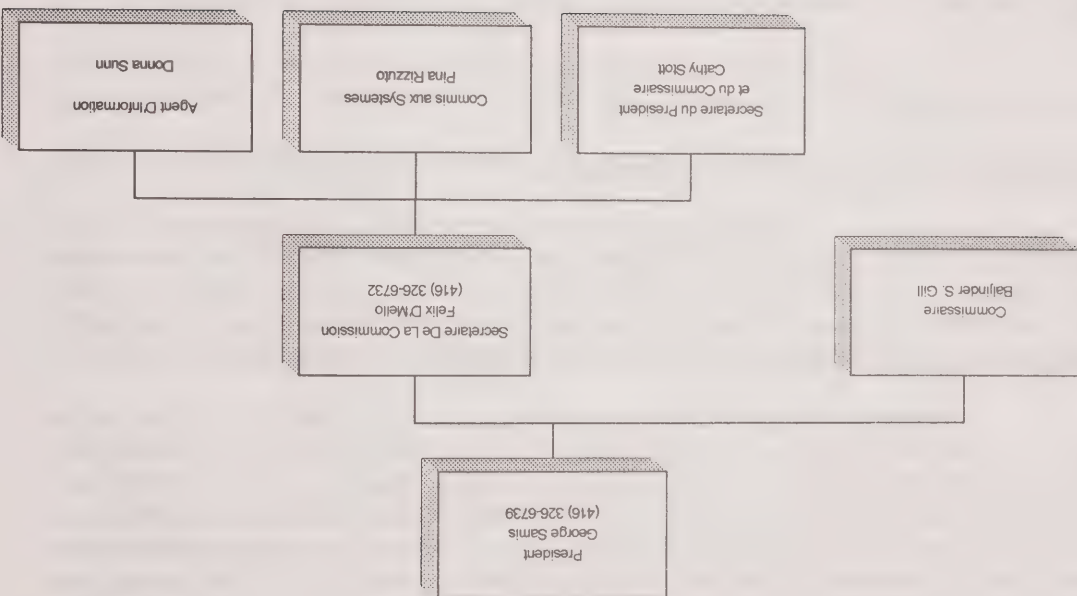 President
George Samis
(416) 326-6739
Commissaire
Baljinder S. Gill
Secretaire De La Commission
Felix D'Mello
(416) 326-6732
Secretaire du President
et du Commissaire
Cathy Stott
Commis aux Systemes
Pina Rizzuto
Agent D'Information
Donna Sunn